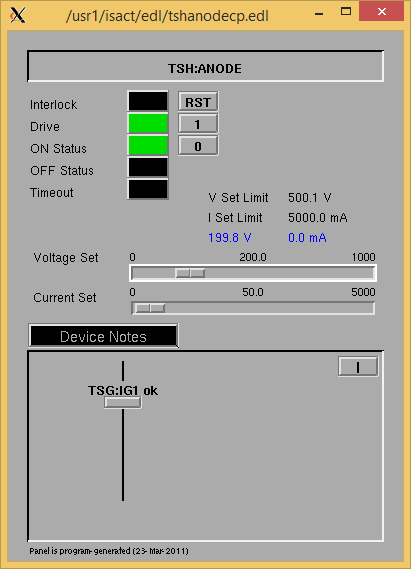 /usr1/isact/edl/tshanodecp.edl
TSH:ANODE
Interlock RST
Drive 1
ON Status 0
OFF Status
Timeout
V Set Limit 500.1 V
I Set Limit 5000.0 mA
199.8 V 0.0 mA
Voltage Set 0 200.0 1000
Current Set 0 50.0 5000
Device Notes
I
TSG:IG1 ok
Panel is program-generated (23-Mar-2011)